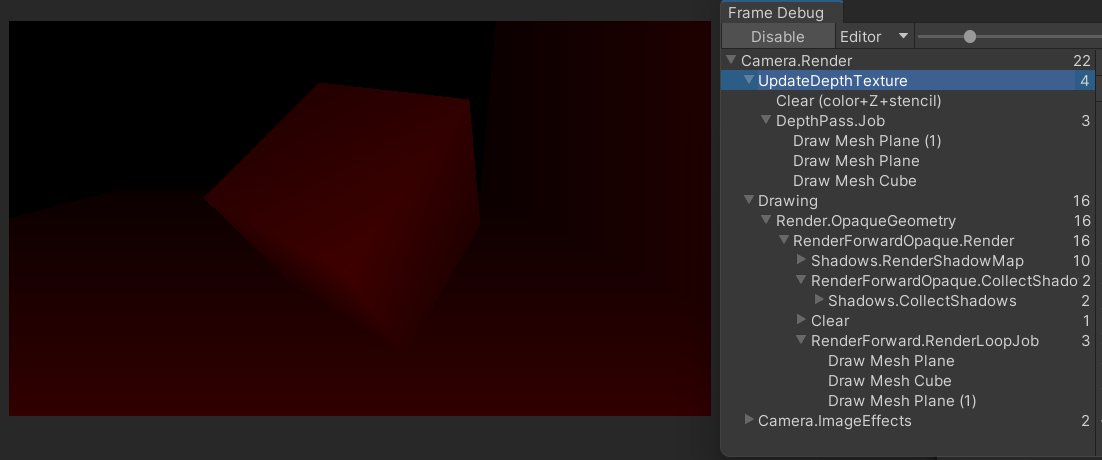 Frame Debug
Disable Editor
Camera.Render 22
UpdateDepthTexture 4
Clear (color+Z+stencil)
DepthPass.Job 3
Draw Mesh Plane (1)
Draw Mesh Plane
Draw Mesh Cube
Drawing 16
Render.OpaqueGeometry 16
RenderForwardOpaque.Render 16
Shadows.RenderShadowMap 10
RenderForwardOpaque.CollectShado 2
Shadows.CollectShadows 2
Clear 1
RenderForward.RenderLoopJob 3
Draw Mesh Plane
Draw Mesh Cube
Draw Mesh Plane (1)
Camera.ImageEffects 2